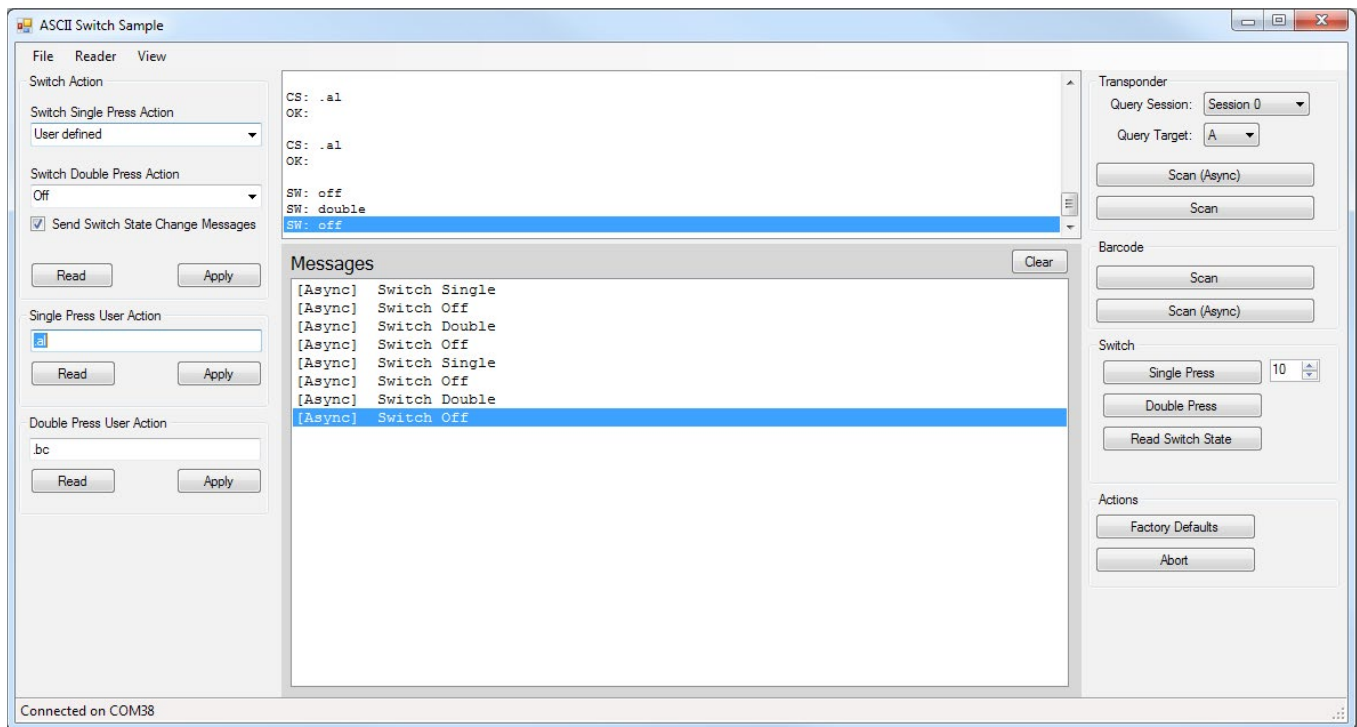 ASCII Switch Sample
File Reader View
Switch Action
Switch Single Press Action
User defined
Switch Double Press Action
Off
Send Switch State Change Messages
Read Apply
Single Press User Action
.al
Read Apply
Double Press User Action
.bc
Read Apply
CS: .al
OK:
CS: .al
OK:
SW: off
SW: double
SW: off
Messages Clear
[Async] Switch Single
[Async] Switch Off
[Async] Switch Double
[Async] Switch Off
[Async] Switch Single
[Async] Switch Off
[Async] Switch Double
[Async] Switch Off
Transponder
Query Session: Session 0
Query Target: A
Scan (Async)
Scan
Barcode
Scan
Scan (Async)
Switch
Single Press 10
Double Press
Read Switch State
Actions
Factory Defaults
Abort
Connected on COM38